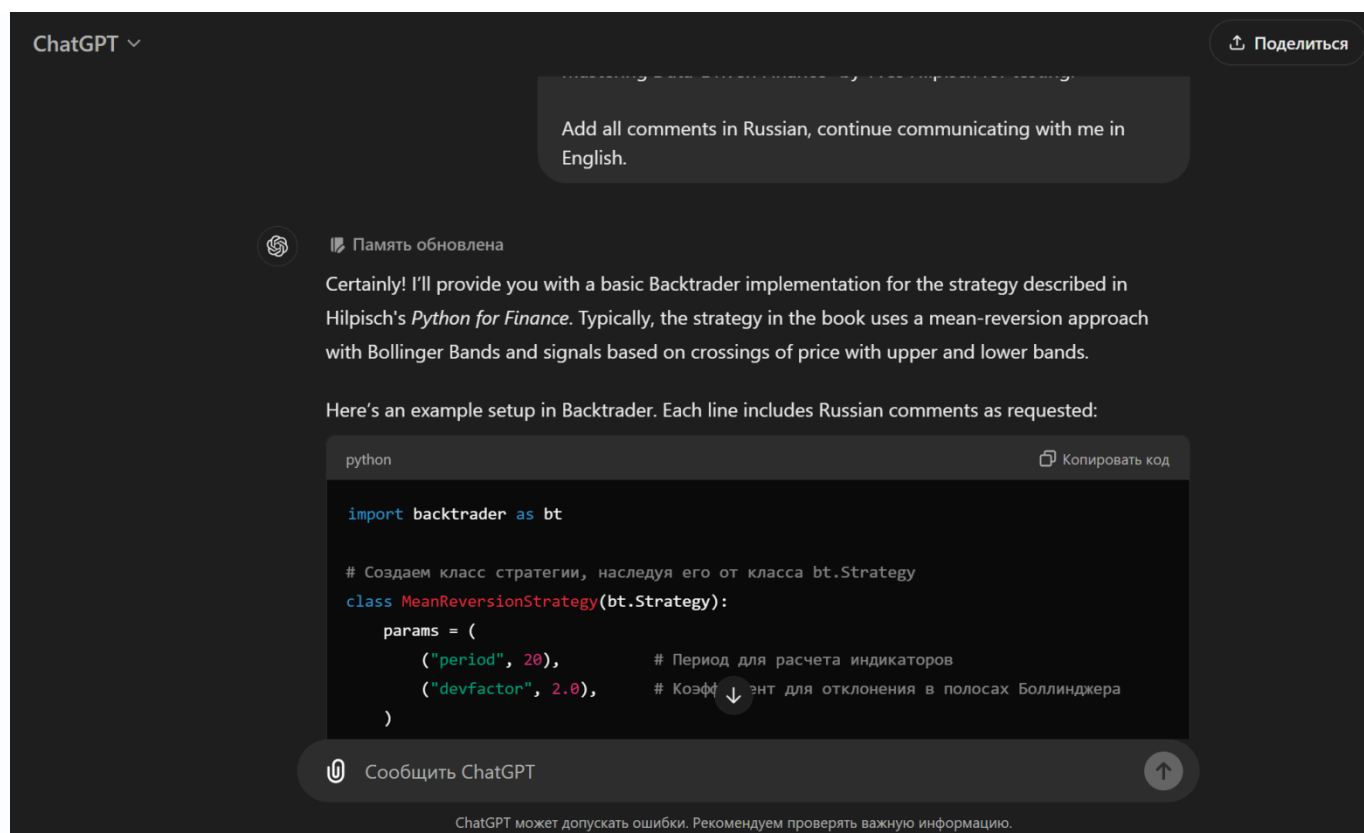 ChatGPT
Поделиться
Add all comments in Russian, continue communicating with me in
English.
Память обновлена
Certainly! I'll provide you with a basic Backtrader implementation for the strategy described in
Hilpisch's Python for Finance. Typically, the strategy in the book uses a mean-reversion approach
with Bollinger Bands and signals based on crossings of price with upper and lower bands.
Here's an example setup in Backtrader. Each line includes Russian comments as requested:
python
Копировать код
import backtrader as bt
# Создаем класс стратегии, наследуя его от класса bt.Strategy
class MeanReversionStrategy(bt.Strategy):
params = (
("period", 20), # Период для расчета индикаторов
("devfactor", 2.0), # для отклонения в полосах Боллинджера
)
Сообщить ChatGPT
ChatGPT может допускать ошибки. Рекомендуем проверять важную информацию.